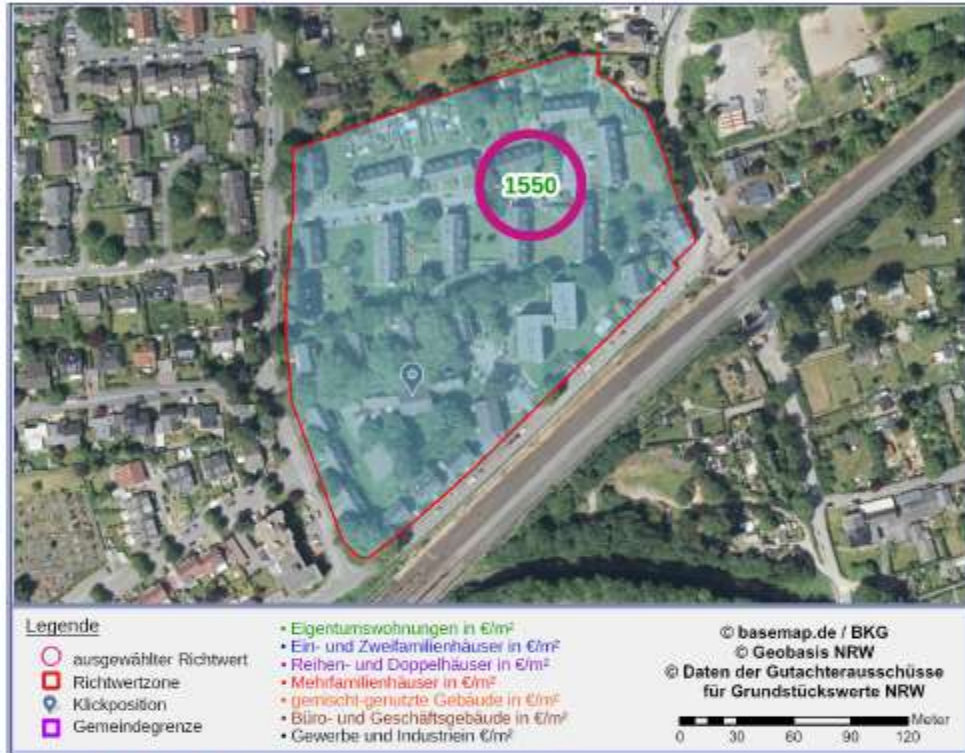 1550
Legende
ausgewählter Richtwert
Richtwertzone
Klickposition
Gemeindegrenze
• Eigentumswohnungen in €/m²
• Ein- und Zweifamilienhäuser in €/m²
• Reihen- und Doppelhäuser in €/m²
• Mehrfamilienhäuser in €/m²
• gemischt-genutzte Gebäude in €/m²
• Büro- und Geschäftsgebäude in €/m²
• Gewerbe und Industriein €/m²
© basemap.de / BKG
© Geobasis NRW
© Daten der Gutachterausschüsse
für Grundstückswerte NRW
Meter
0 30 60 90 120